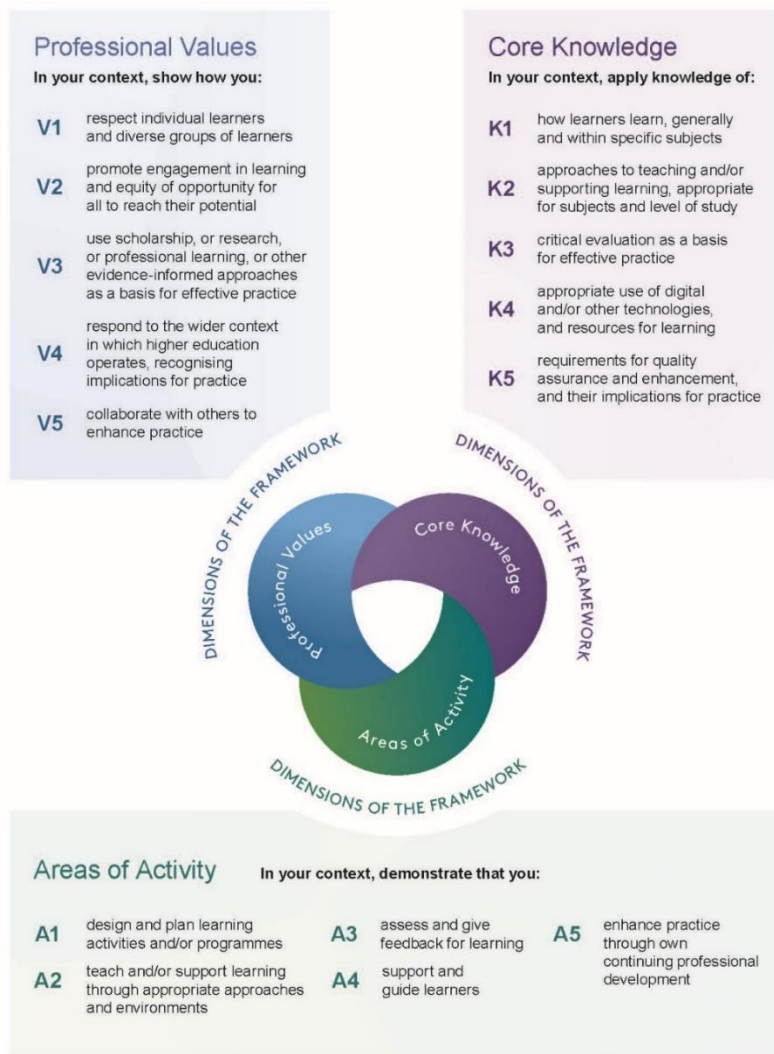 Professional Values
In your context, show how you:
V1 respect individual learners
and diverse groups of learners
V2 promote engagement in learning
and equity of opportunity for
all to reach their potential
V3 use scholarship, or research,
or professional learning, or other
evidence-informed approaches
as a basis for effective practice
V4 respond to the wider context
in which higher education
operates, recognising
implications for practice
V5 collaborate with others to
enhance practice
Core Knowledge
In your context, apply knowledge of:
K1 how learners learn, generally
and within specific subjects
K2 approaches to teaching and/or
supporting learning, appropriate
for subjects and level of study
K3 critical evaluation as a basis
for effective practice
K4 appropriate use of digital
and/or other technologies,
and resources for learning
K5 requirements for quality
assurance and enhancement,
and their implications for practice
DIMENSIONS OF THE FRAMEWORK
DIMENSIONS OF THE FRAMEWORK
Professional Values
Core Knowledge
Areas of Activity
DIMENSIONS OF THE FRAMEWORK
Areas of Activity
In your context, demonstrate that you:
A1 design and plan learning
activities and/or programmes
A2 teach and/or support learning
through appropriate approaches
and environments
A3 assess and give
feedback for learning
A4 support and
guide learners
A5 enhance practice
through own
continuing professional
development